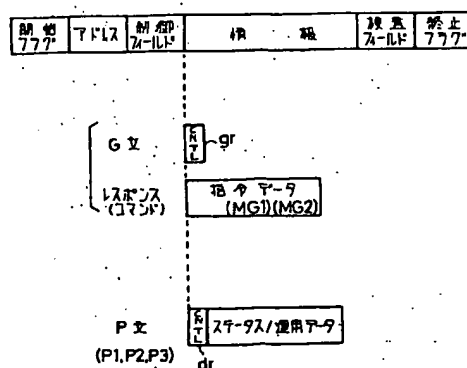 開始 フラグ アドレス 制御 フィールド 情報 検査 フィールド 終止 フラグ
G文 CNTL gr
レスポンス (コマンド) 指令データ (MG1)(MG2)
P文 (P1,P2,P3) CNTL ステータス/運用データ
dr